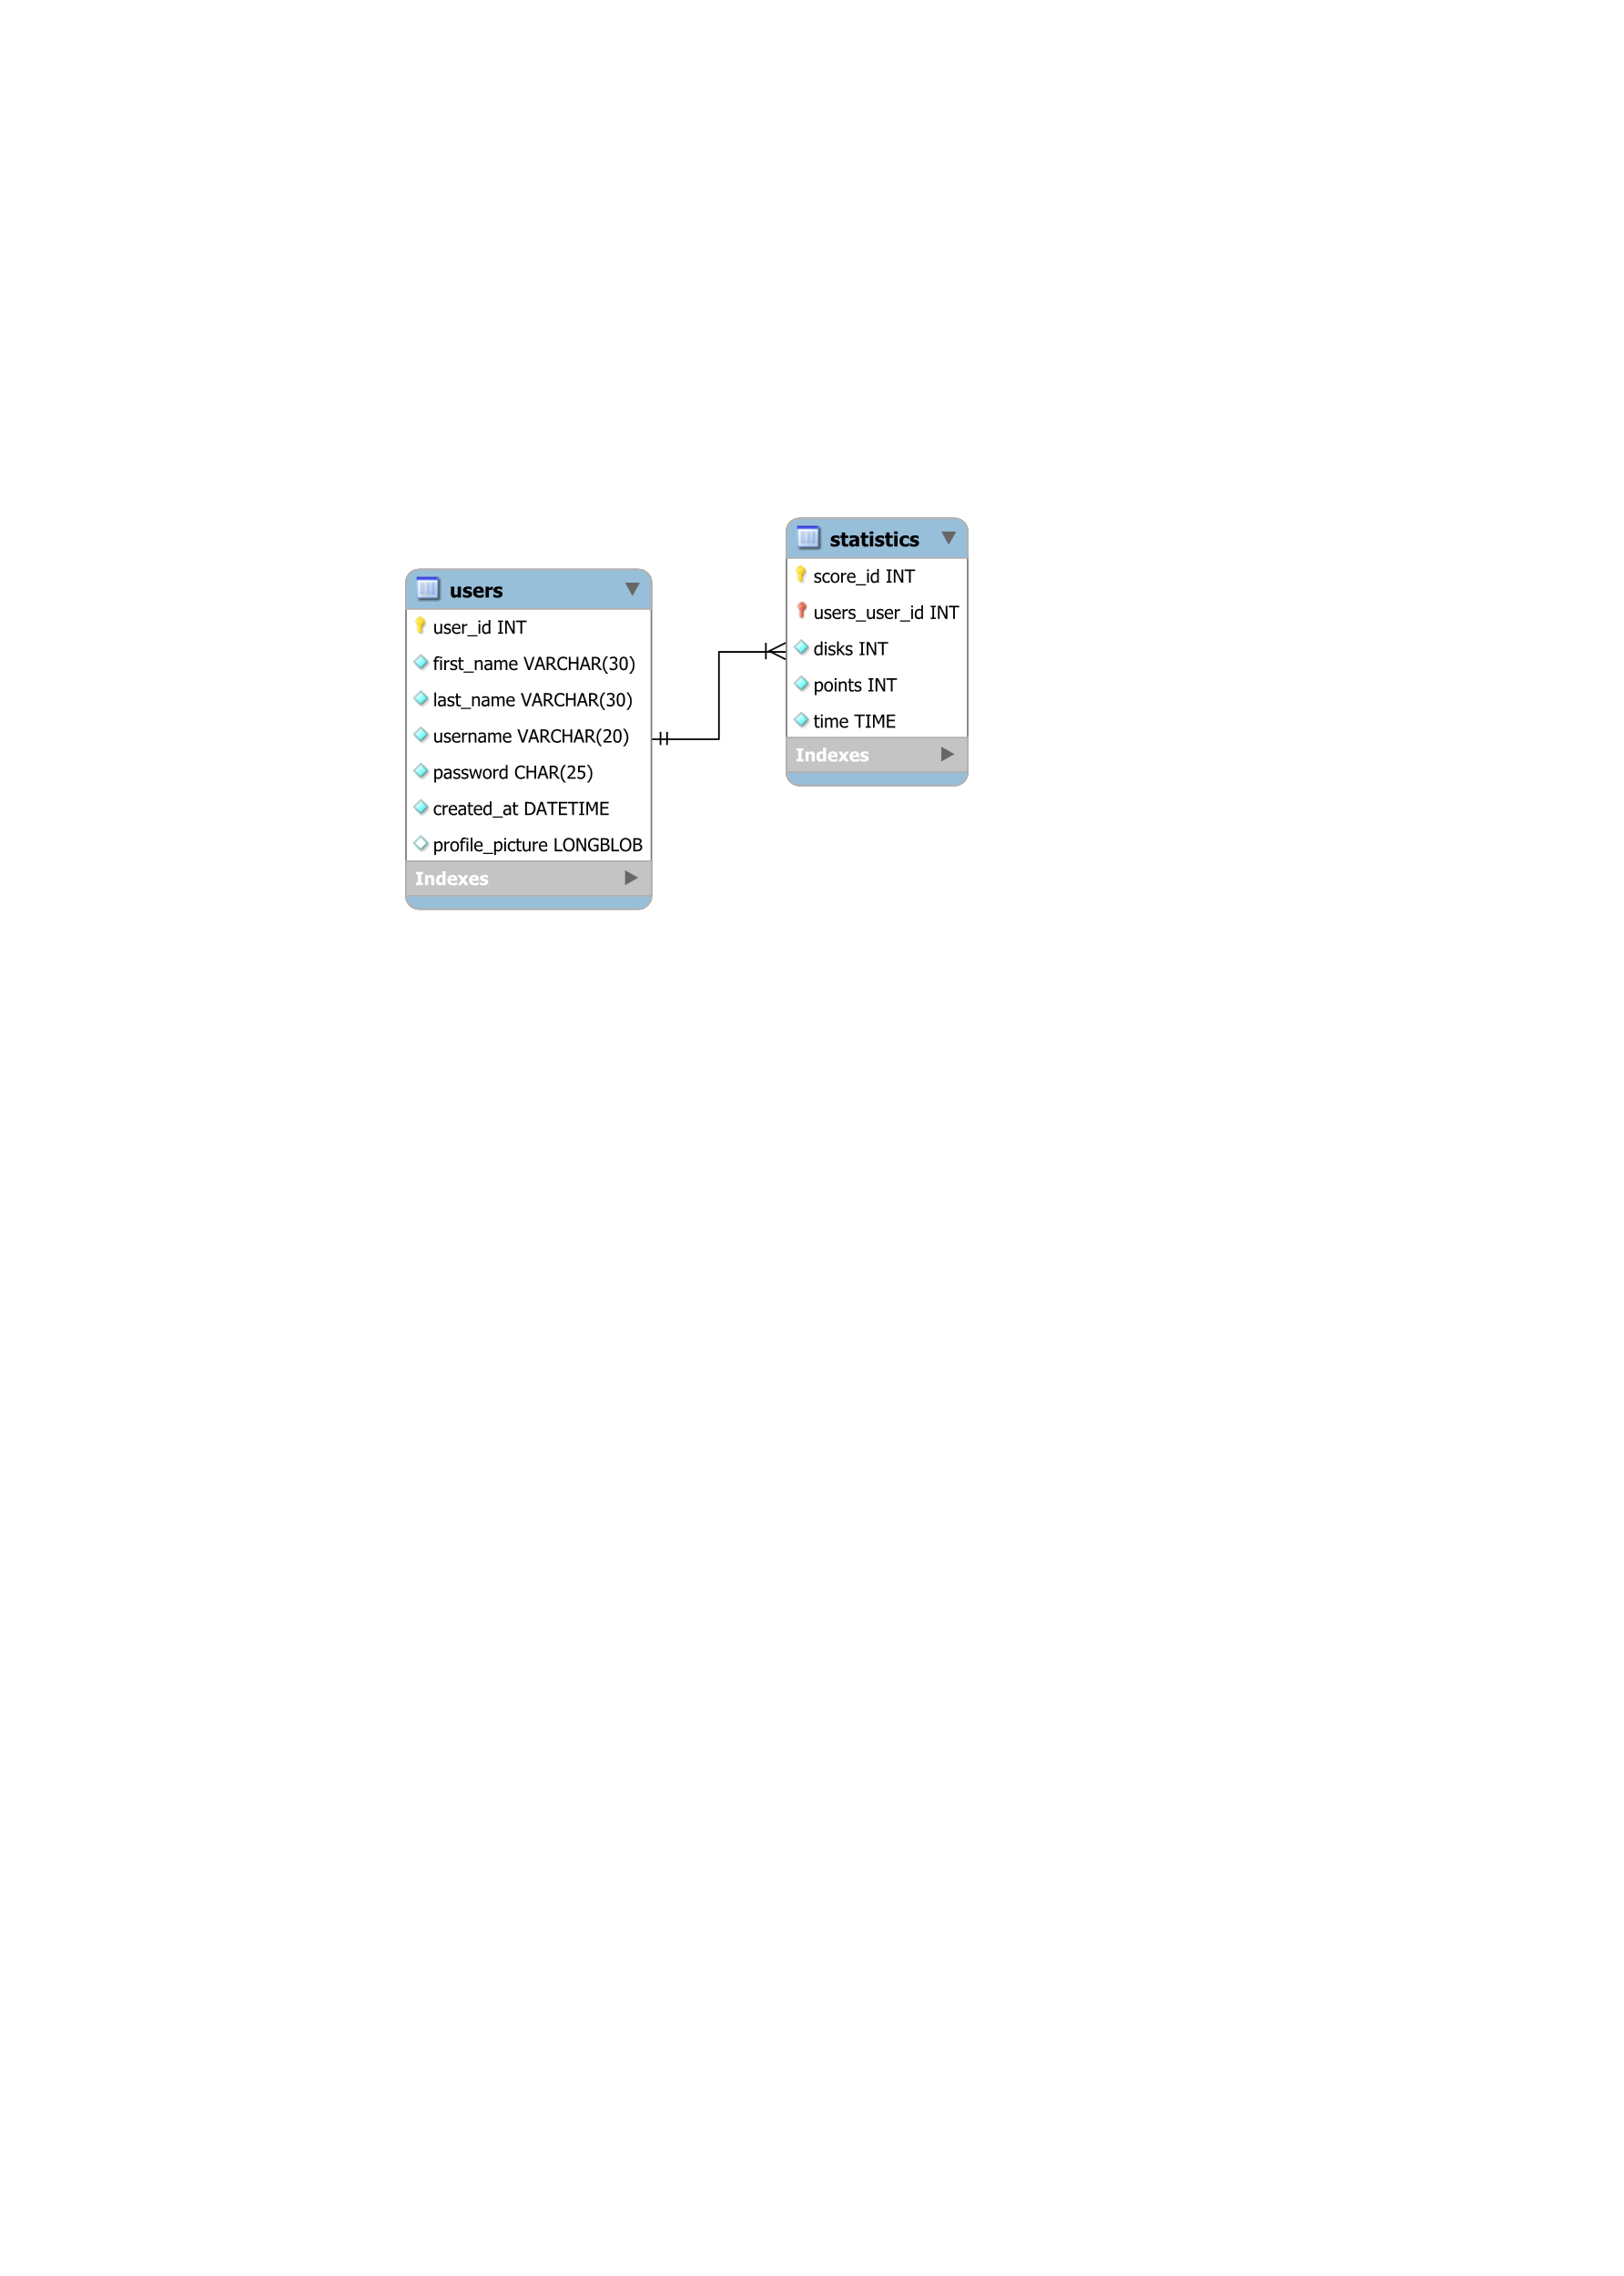 users
user_id INT
first_name VARCHAR(30)
last_name VARCHAR(30)
username VARCHAR(20)
password CHAR(25)
created_at DATETIME
profile_picture LONGBLOB
Indexes
statistics
score_id INT
users_user_id INT
disks INT
points INT
time TIME
Indexes